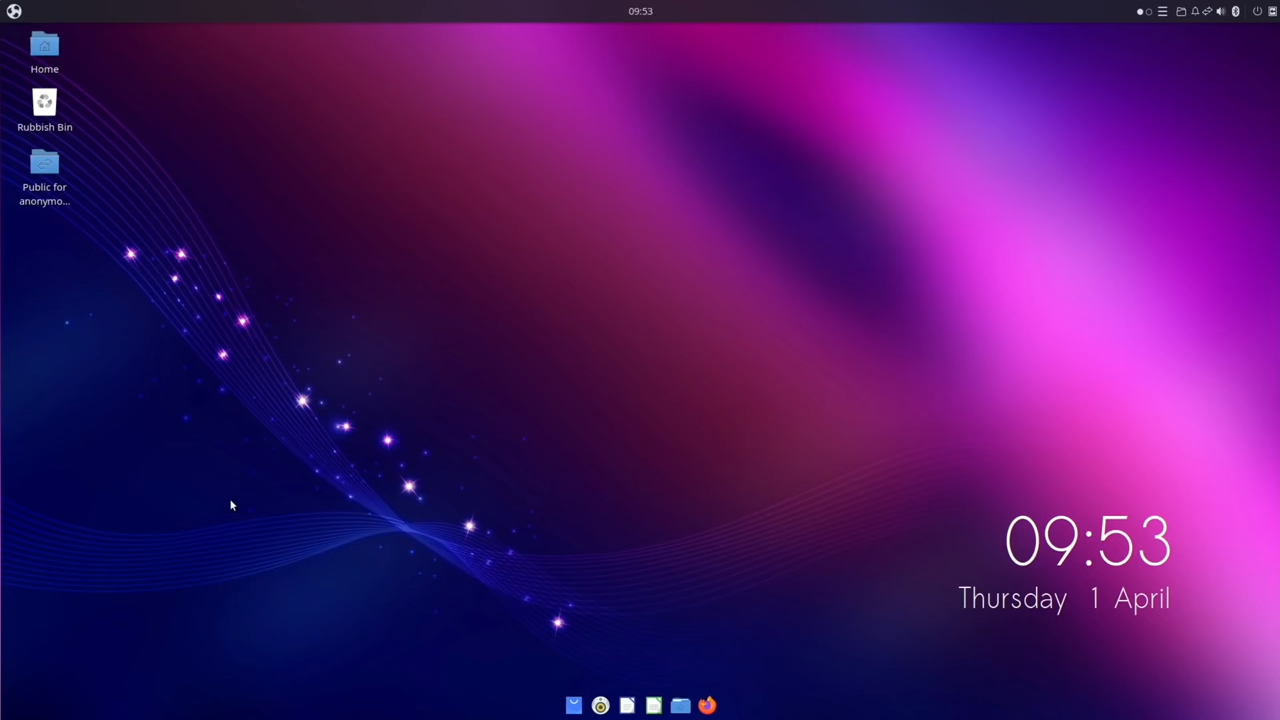 09:53
Home
Rubbish Bin
Public for
anonymo...
09:53
Thursday 1 April